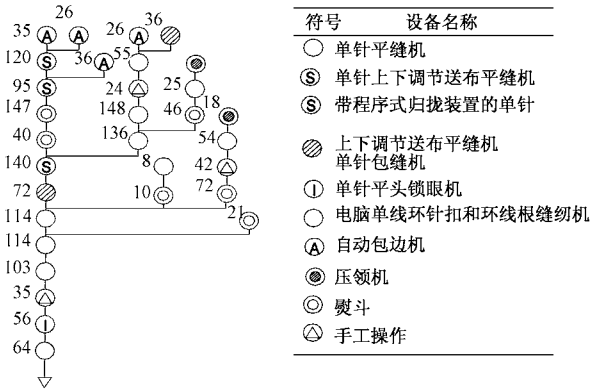 26
35 A A
26 36
A
120 S 36 A
55
95 S
24 25 18
147
148 46
40
136 54
140 S
8 42
72
10 72
114
21
114
103
35
56
64
符号 设备名称
单针平缝机
S 单针上下调节送布平缝机
S 带程序式归拢装置的单针
上下调节送布平缝机
单针包缝机
单针平头锁眼机
电脑单线环针扣和环线根缝纫机
A 自动包边机
压领机
熨斗
手工操作